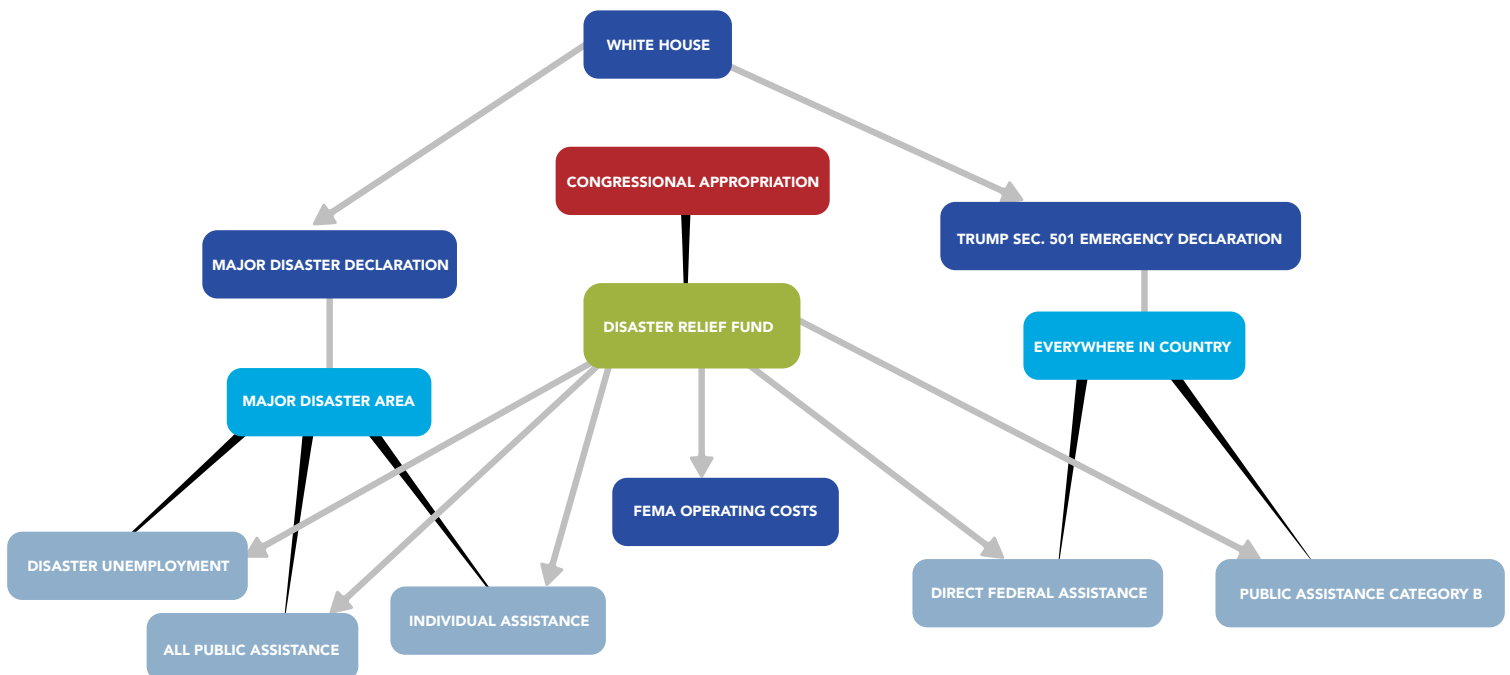 WHITE HOUSE
CONGRESSIONAL APPROPRIATION
TRUMP SEC. 501 EMERGENCY DECLARATION
MAJOR DISASTER DECLARATION
DISASTER RELIEF FUND
EVERYWHERE IN COUNTRY
MAJOR DISASTER AREA
FEMA OPERATING COSTS
DISASTER UNEMPLOYMENT
DIRECT FEDERAL ASSISTANCE
PUBLIC ASSISTANCE CATEGORY B
INDIVIDUAL ASSISTANCE
ALL PUBLIC ASSISTANCE